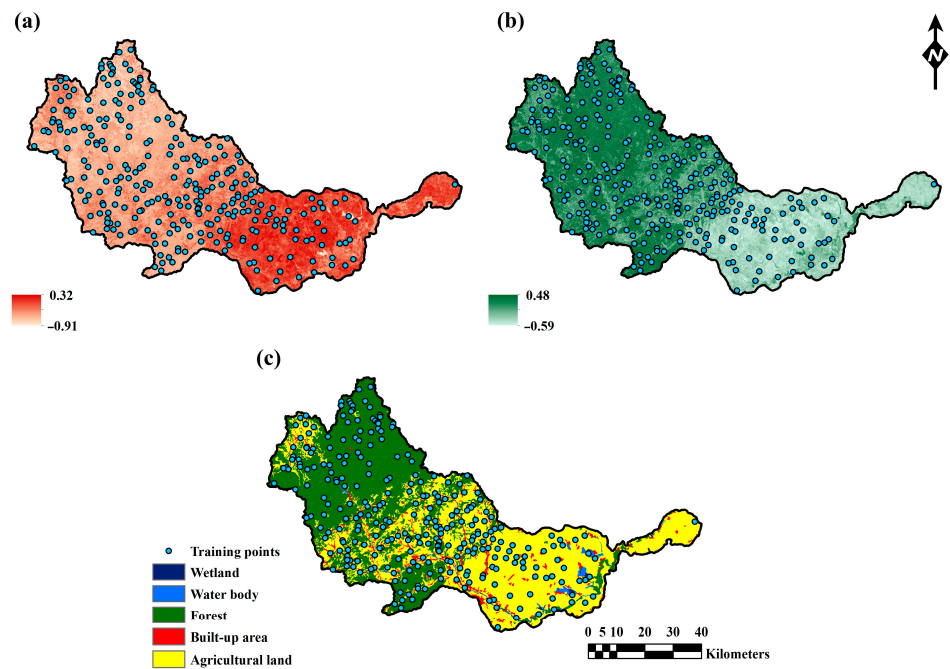 (a)
(b)
N
0.32
−0.91
0.48
−0.59
(c)
Training points
Wetland
Water body
Forest
Built-up area
Agricultural land
0 5 10 20 30 40
Kilometers